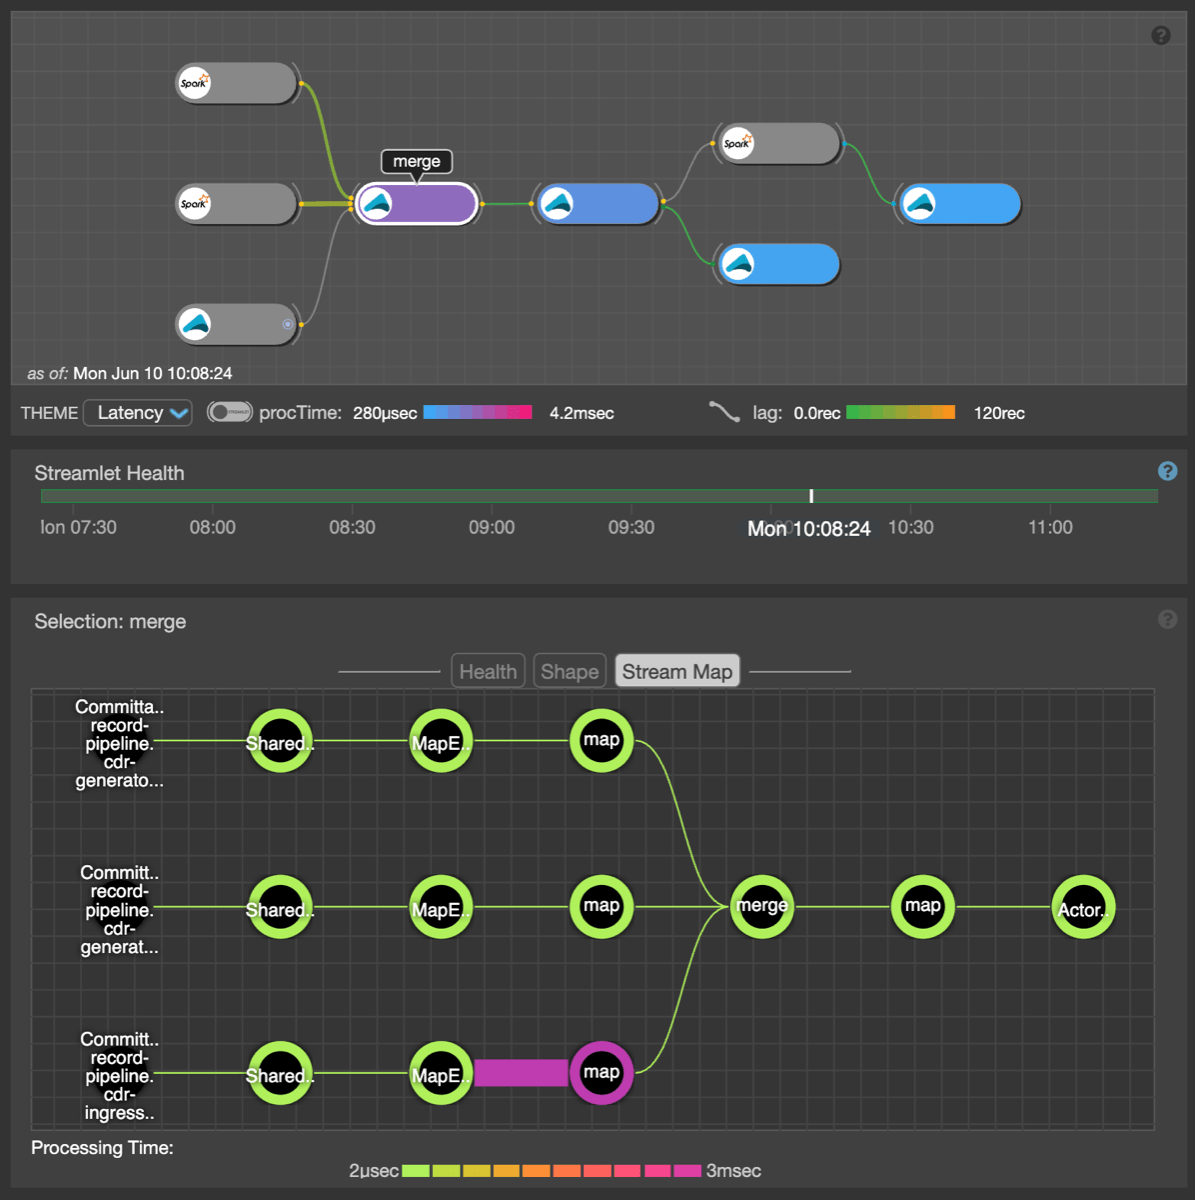 ?
Spark
Spark
merge
Spark
as of: Mon Jun 10 10:08:24
THEME Latency procTime: 280µsec 4.2msec lag: 0.0rec 120rec
Streamlet Health
?
lon 07:30 08:00 08:30 09:00 09:30 Mon 10:08:24 10:30 11:00
Selection: merge
?
Health Shape Stream Map
Committa..
record-
pipeline.
cdr-
generato...
Shared.. MapE.. map
Committ..
record-
pipeline.
cdr-
generat...
Shared.. MapE.. map merge map Actor..
Committ..
record-
pipeline.
cdr-
ingress..
Shared.. MapE.. map
Processing Time:
2µsec 3msec